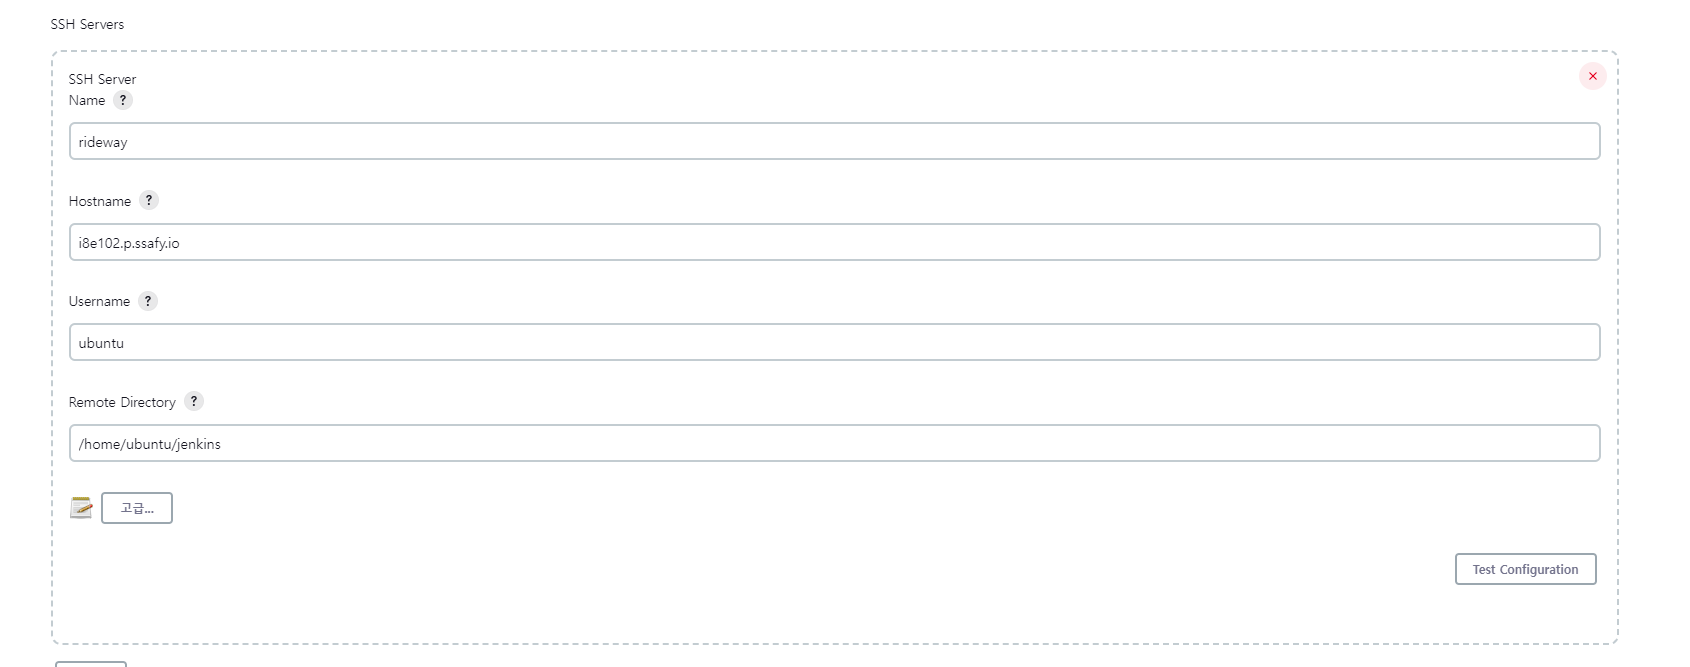 SSH Servers
SSH Server
Name ?
rideway
Hostname ?
i8e102.p.ssafy.io
Username ?
ubuntu
Remote Directory ?
/home/ubuntu/jenkins
고급...
Test Configuration